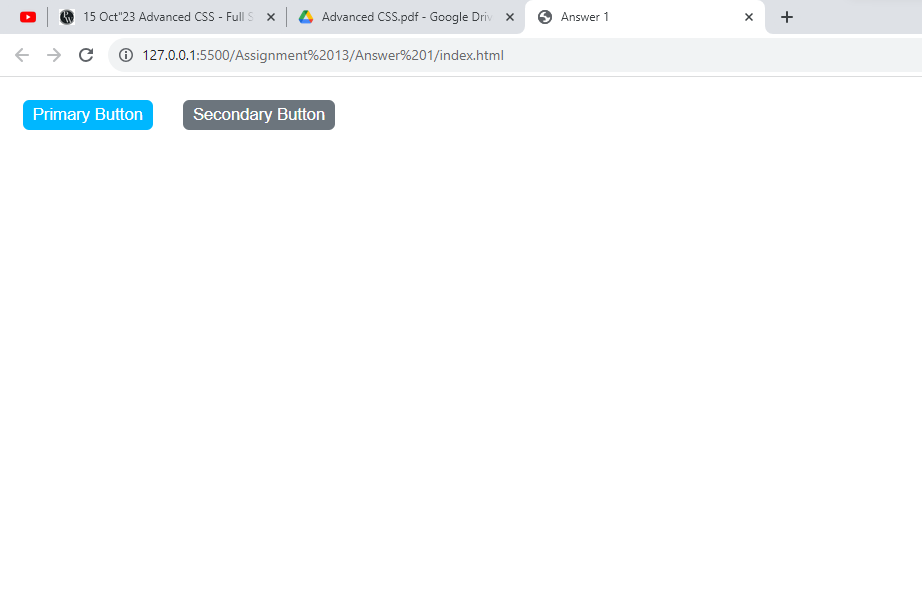 15 Oct"23 Advanced CSS - Full S
Advanced CSS.pdf - Google Driv
Answer 1
127.0.0.1:5500/Assignment%2013/Answer%201/index.html
Primary Button
Secondary Button